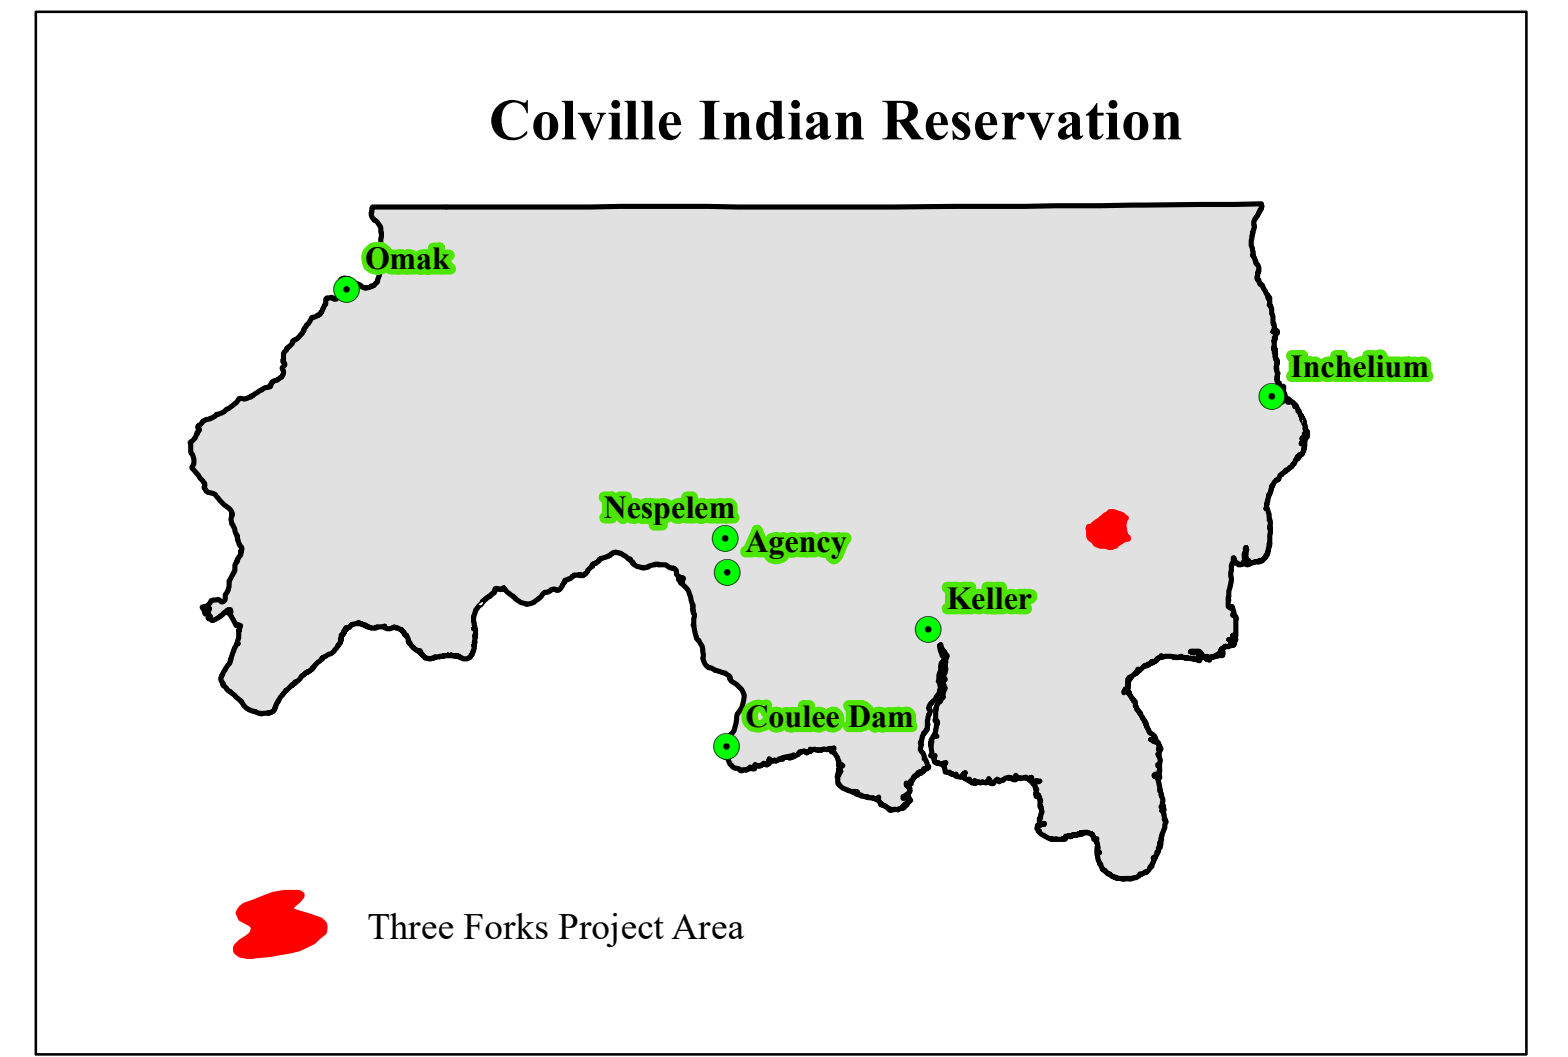 Colville Indian Reservation
Omak
Inchelium
Nespelem
Agency
Keller
Coulee Dam
Three Forks Project Area